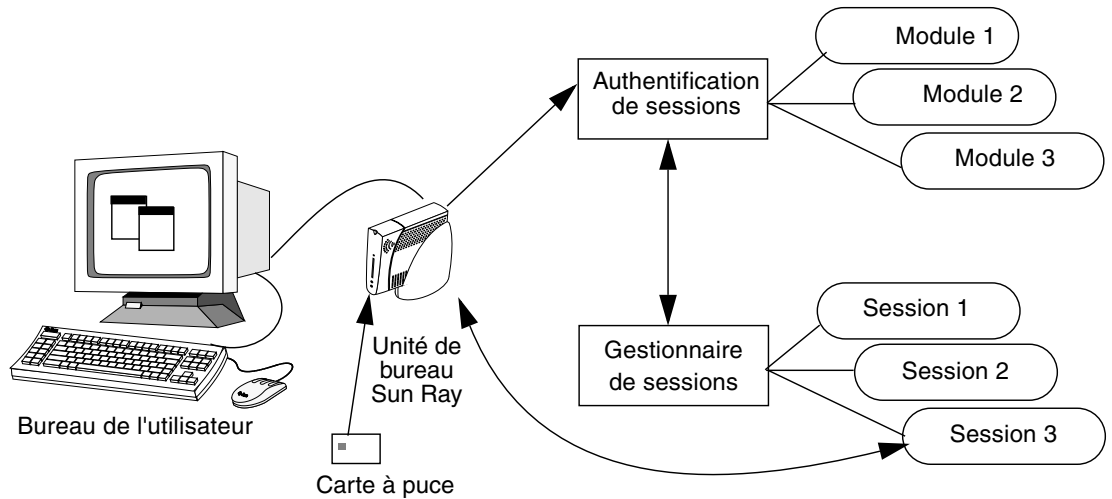 Module 1
Authentification
de sessions
Module 2
Module 3
Bureau de l'utilisateur
Unité de
bureau
Sun Ray
Carte à puce
Gestionnaire
de sessions
Session 1
Session 2
Session 3